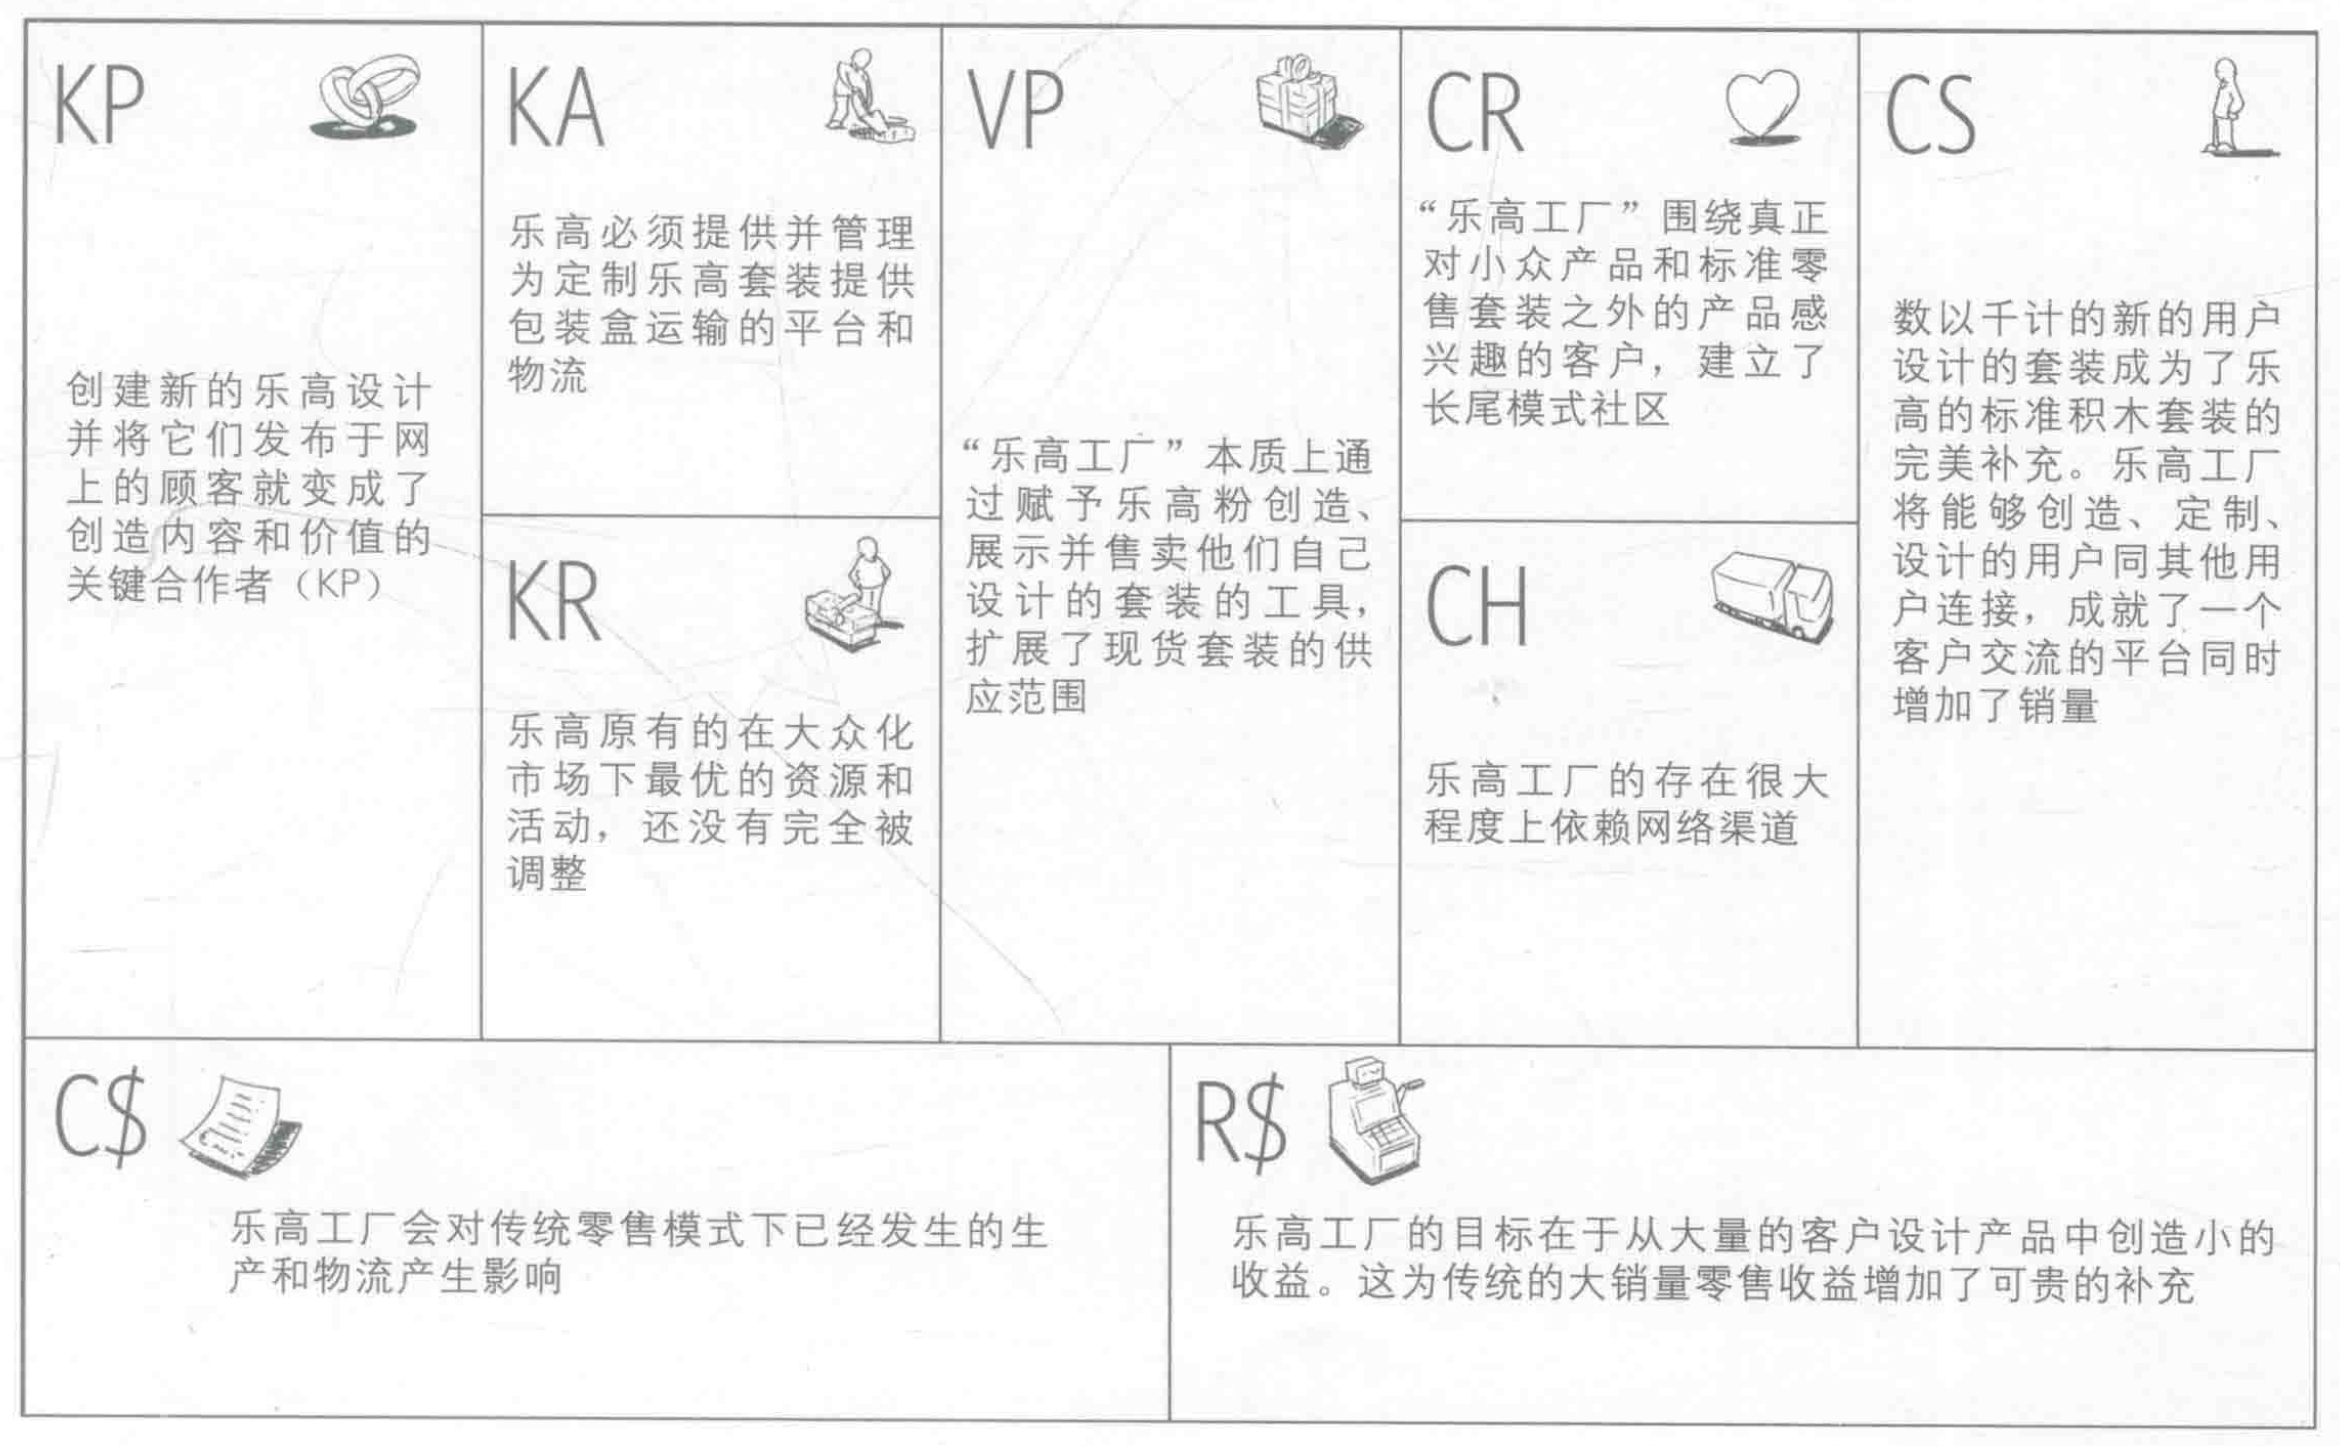 KP
创建新的乐高设计
并将它们发布于网
上的顾客就变成了
创造内容和价值的
关键合作者（KP）
KA
乐高必须提供并管理
为定制乐高套装提供
包装盒运输的平台和
物流
KR
乐高原有的在大众化
市场下最优的资源和
活动，还没有完全被
调整
VP
“乐高工厂”本质上通
过赋予乐高粉创造、
展示并售卖他们自己
设计的套装的工具，
扩展了现货套装的供
应范围
CR
“乐高工厂”围绕真正
对小众产品和标准零
售套装之外的产品感
兴趣的客户，建立了
长尾模式社区
CH
乐高工厂的存在很大
程度上依赖网络渠道
CS
数以千计的新的用户
设计的套装成为了乐
高的标准积木套装的
完美补充。乐高工厂
将能够创造、定制、
设计的用户同其他用
户连接，成就了一个
客户交流的平台同时
增加了销量
C$
乐高工厂会对传统零售模式下已经发生的生
产和物流产生影响
R$
乐高工厂的目标在于从大量的客户设计产品中创造小的
收益。这为传统的大销量零售收益增加了可贵的补充